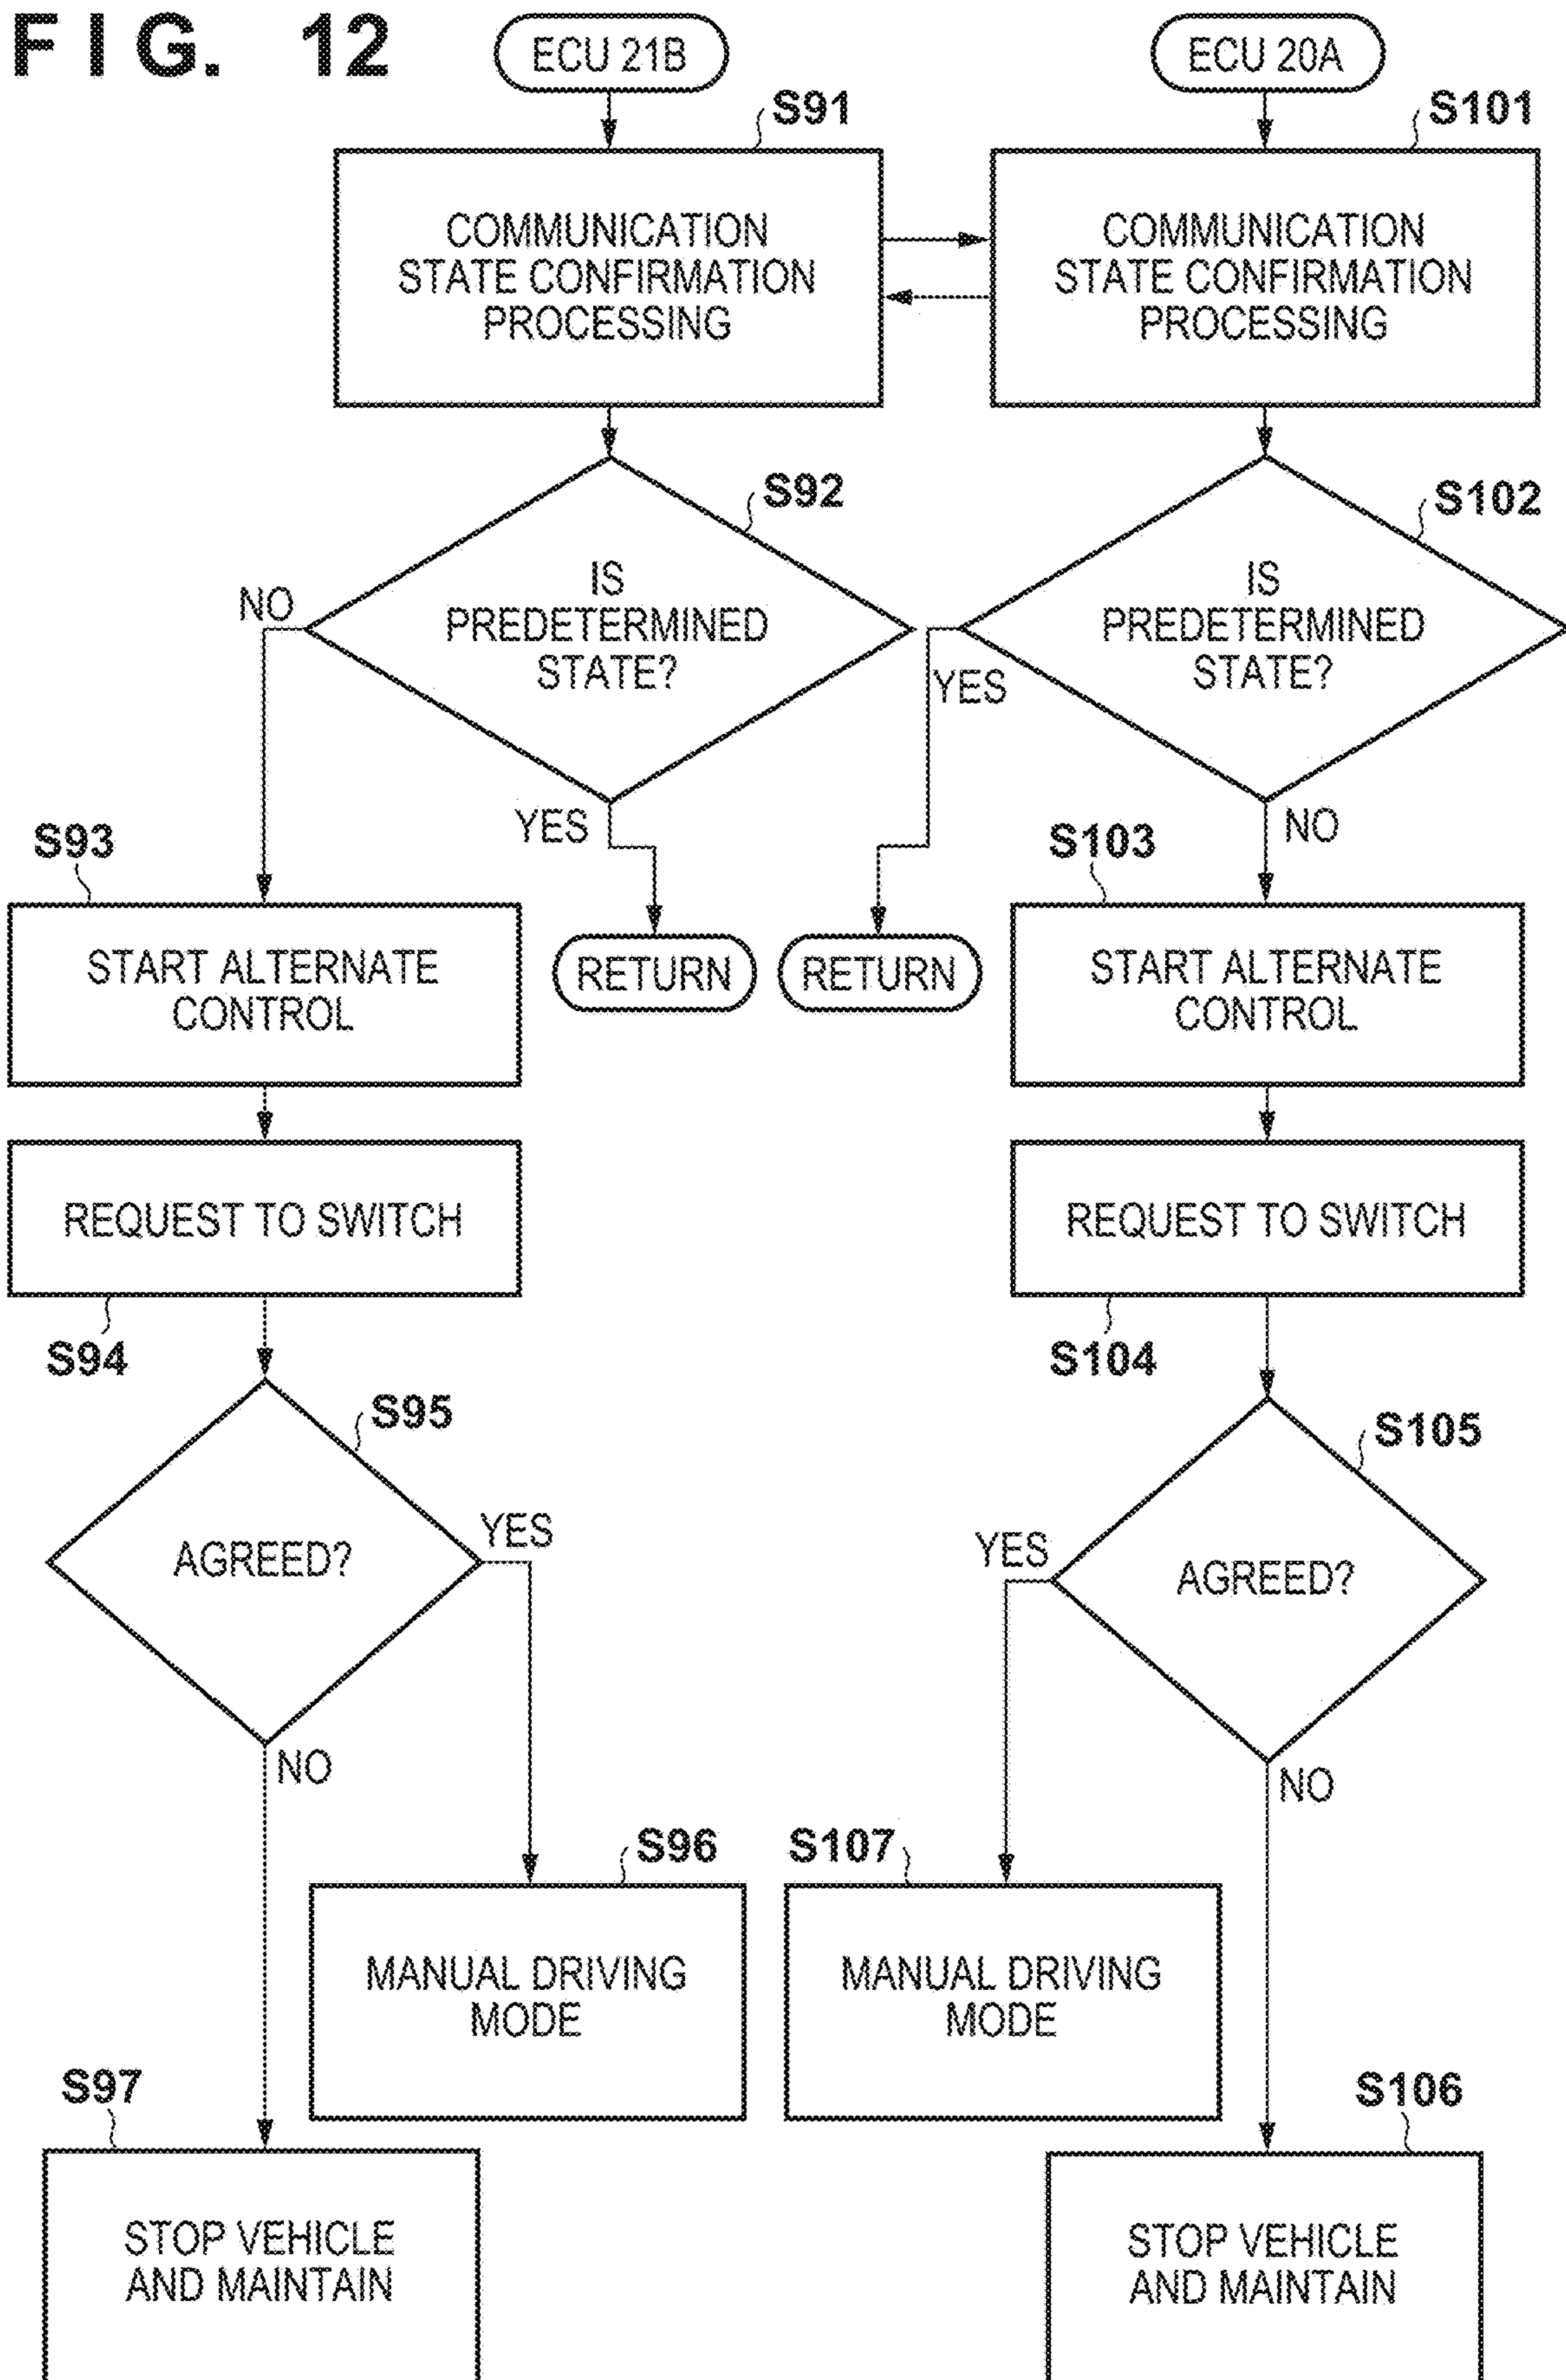 FIG. 12
ECU 21B
ECU 20A
S91
S101
COMMUNICATION
STATE CONFIRMATION
PROCESSING
COMMUNICATION
STATE CONFIRMATION
PROCESSING
S92
S102
IS
PREDETERMINED
STATE?
NO
YES
IS
PREDETERMINED
STATE?
YES
NO
S93
S103
START ALTERNATE
CONTROL
RETURN
RETURN
START ALTERNATE
CONTROL
REQUEST TO SWITCH
REQUEST TO SWITCH
S94
S104
S95
S105
AGREED?
YES
NO
YES
AGREED?
NO
S96
S107
MANUAL DRIVING
MODE
MANUAL DRIVING
MODE
S97
S106
STOP VEHICLE
AND MAINTAIN
STOP VEHICLE
AND MAINTAIN